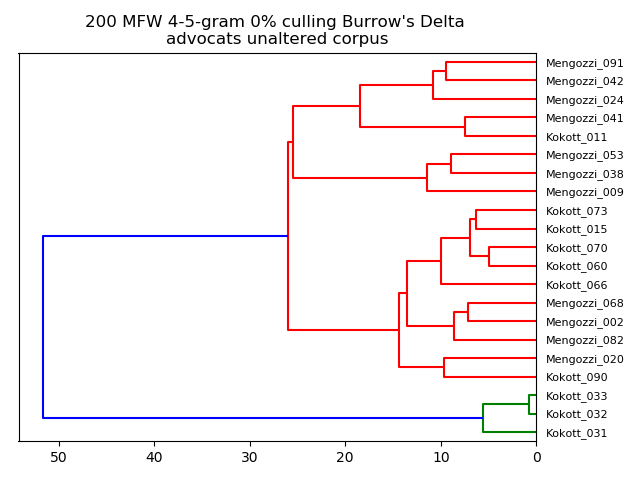 200 MFW 4-5-gram 0% culling Burrow's Delta
advocats unaltered corpus
Mengozzi_091
Mengozzi_042
Mengozzi_024
Mengozzi_041
Kokott_011
Mengozzi_053
Mengozzi_038
Mengozzi_009
Kokott_073
Kokott_015
Kokott_070
Kokott_060
Kokott_066
Mengozzi_068
Mengozzi_002
Mengozzi_082
Mengozzi_020
Kokott_090
Kokott_033
Kokott_032
Kokott_031
50 40 30 20 10 0